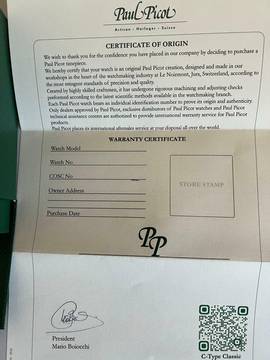 Paul Picot
Artisan - Horloger - Suisse
CERTIFICATE OF ORIGIN
We wish to thank you for the confidence you have placed in our company by deciding to purchase a
Paul Picot timepiece.
We hereby certify that your watch is an original Paul Picot creation, designed and made in our
workshops in the heart of the watchmaking industry at Le Noirmont, Jura, Switzerland, according to
the most stringent standards of precision and quality.
Created by highly skilled craftsmen, it has undergone rigorous machining and adjusting checks
performed according to the latest scientific methods available in the watchmaking branch.
Each Paul Picot watch bears an individual identification number to prove its origin and authenticity.
Only dealers approved by Paul Picot, exclusive distributors of Paul Picot watches and Paul Picot
technical assistance centres are authorized to provide international warranty service for Paul Picot
products.
Paul Picot places its international aftersales service at your disposal all over the world.
WARRANTY CERTIFICATE
Watch Model
Watch No.
COSC No
Owner Address
Purchase Date
STORE STAMP
PP
President
Mario Boiocchi
C-Type Classic